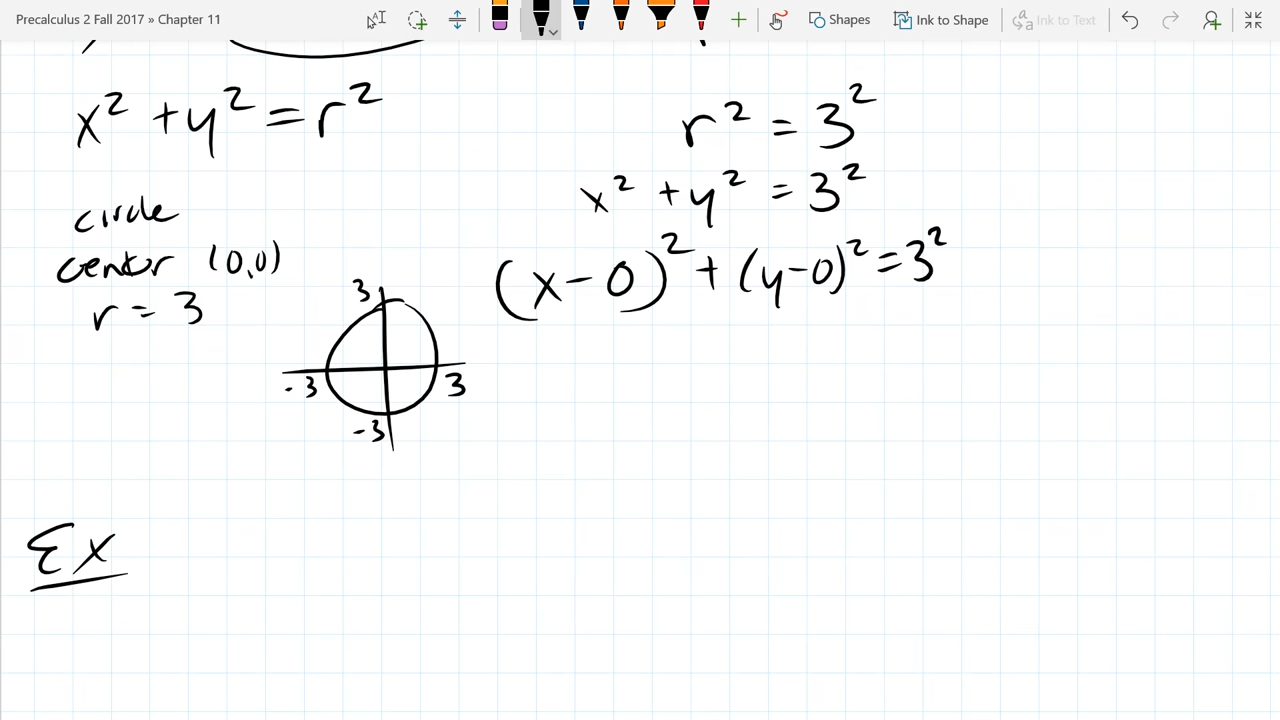 Precalculus 2 Fall 2017 » Chapter 11
Shapes
Ink to Shape
Ink to Text
x² + y² = r²
circle
center (0,0)
r = 3
r² = 3²
x² + y² = 3²
(x-0)² + (y-0)² = 3²
3
-3
3
-3
Ex